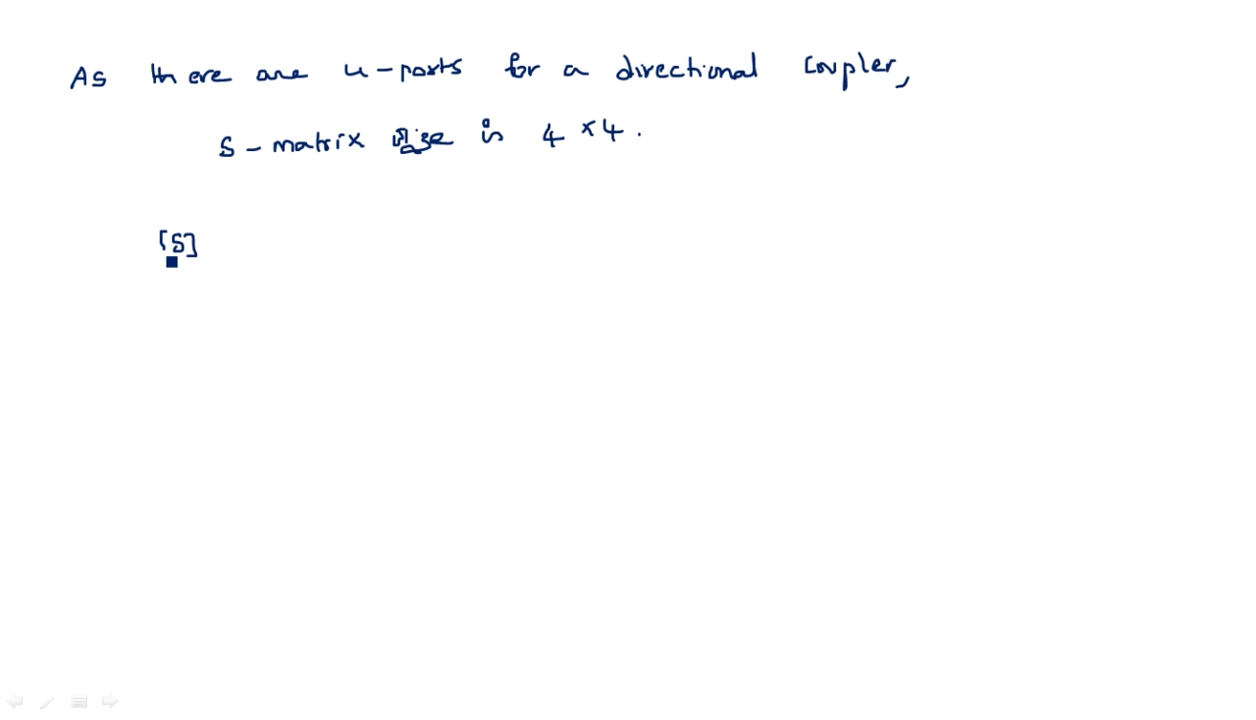 As there are 4-ports for a directional coupler,
S-matrix size is 4 × 4.
[S]